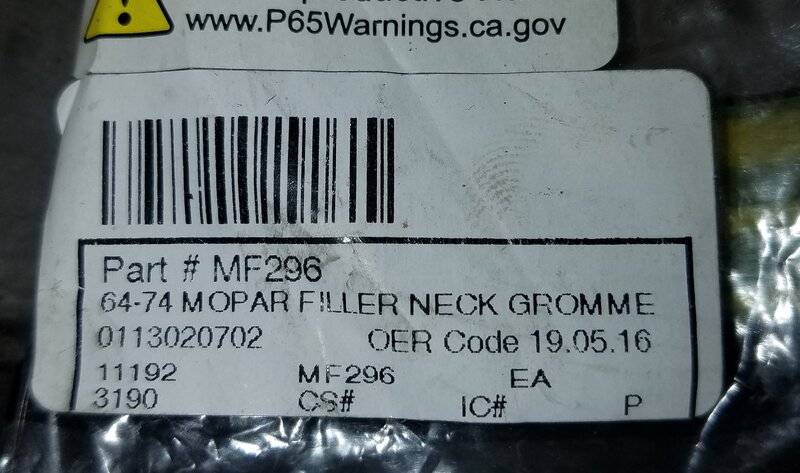 www.P65Warnings.ca.gov
Part # MF296
64-74 MOPAR FILLER NECK GROMME
0113020702 OER Code 19.05.16
11192 MF296 EA
3190 CS# IC# P